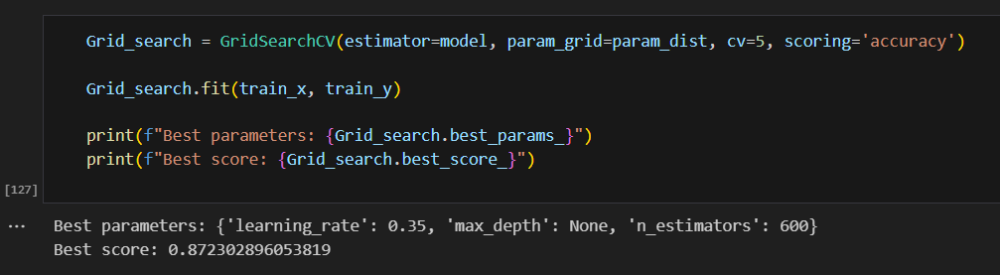 Grid_search = GridSearchCV(estimator=model, param_grid=param_dist, cv=5, scoring='accuracy')
Grid_search.fit(train_x, train_y)
print(f"Best parameters: {Grid_search.best_params_}")
print(f"Best score: {Grid_search.best_score_}")
[127]
... Best parameters: {'learning_rate': 0.35, 'max_depth': None, 'n_estimators': 600}
Best score: 0.872302896053819